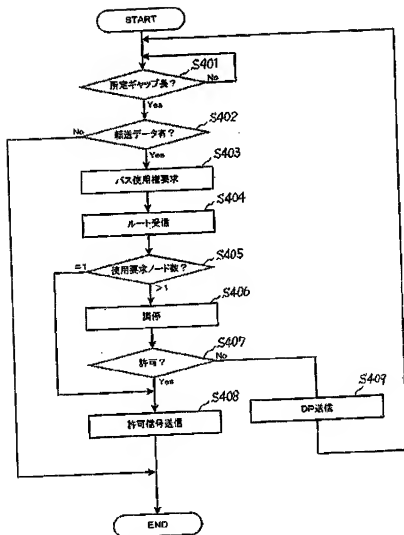 START
所定ギャップ長？
S401
No
Yes
転送データ有？
S402
No
Yes
バス使用権要求
S403
ルート受信
S404
使用要求ノード数？
S405
=1
>1
調停
S406
許可？
S407
No
Yes
許可信号送信
S408
DP送信
S409
END